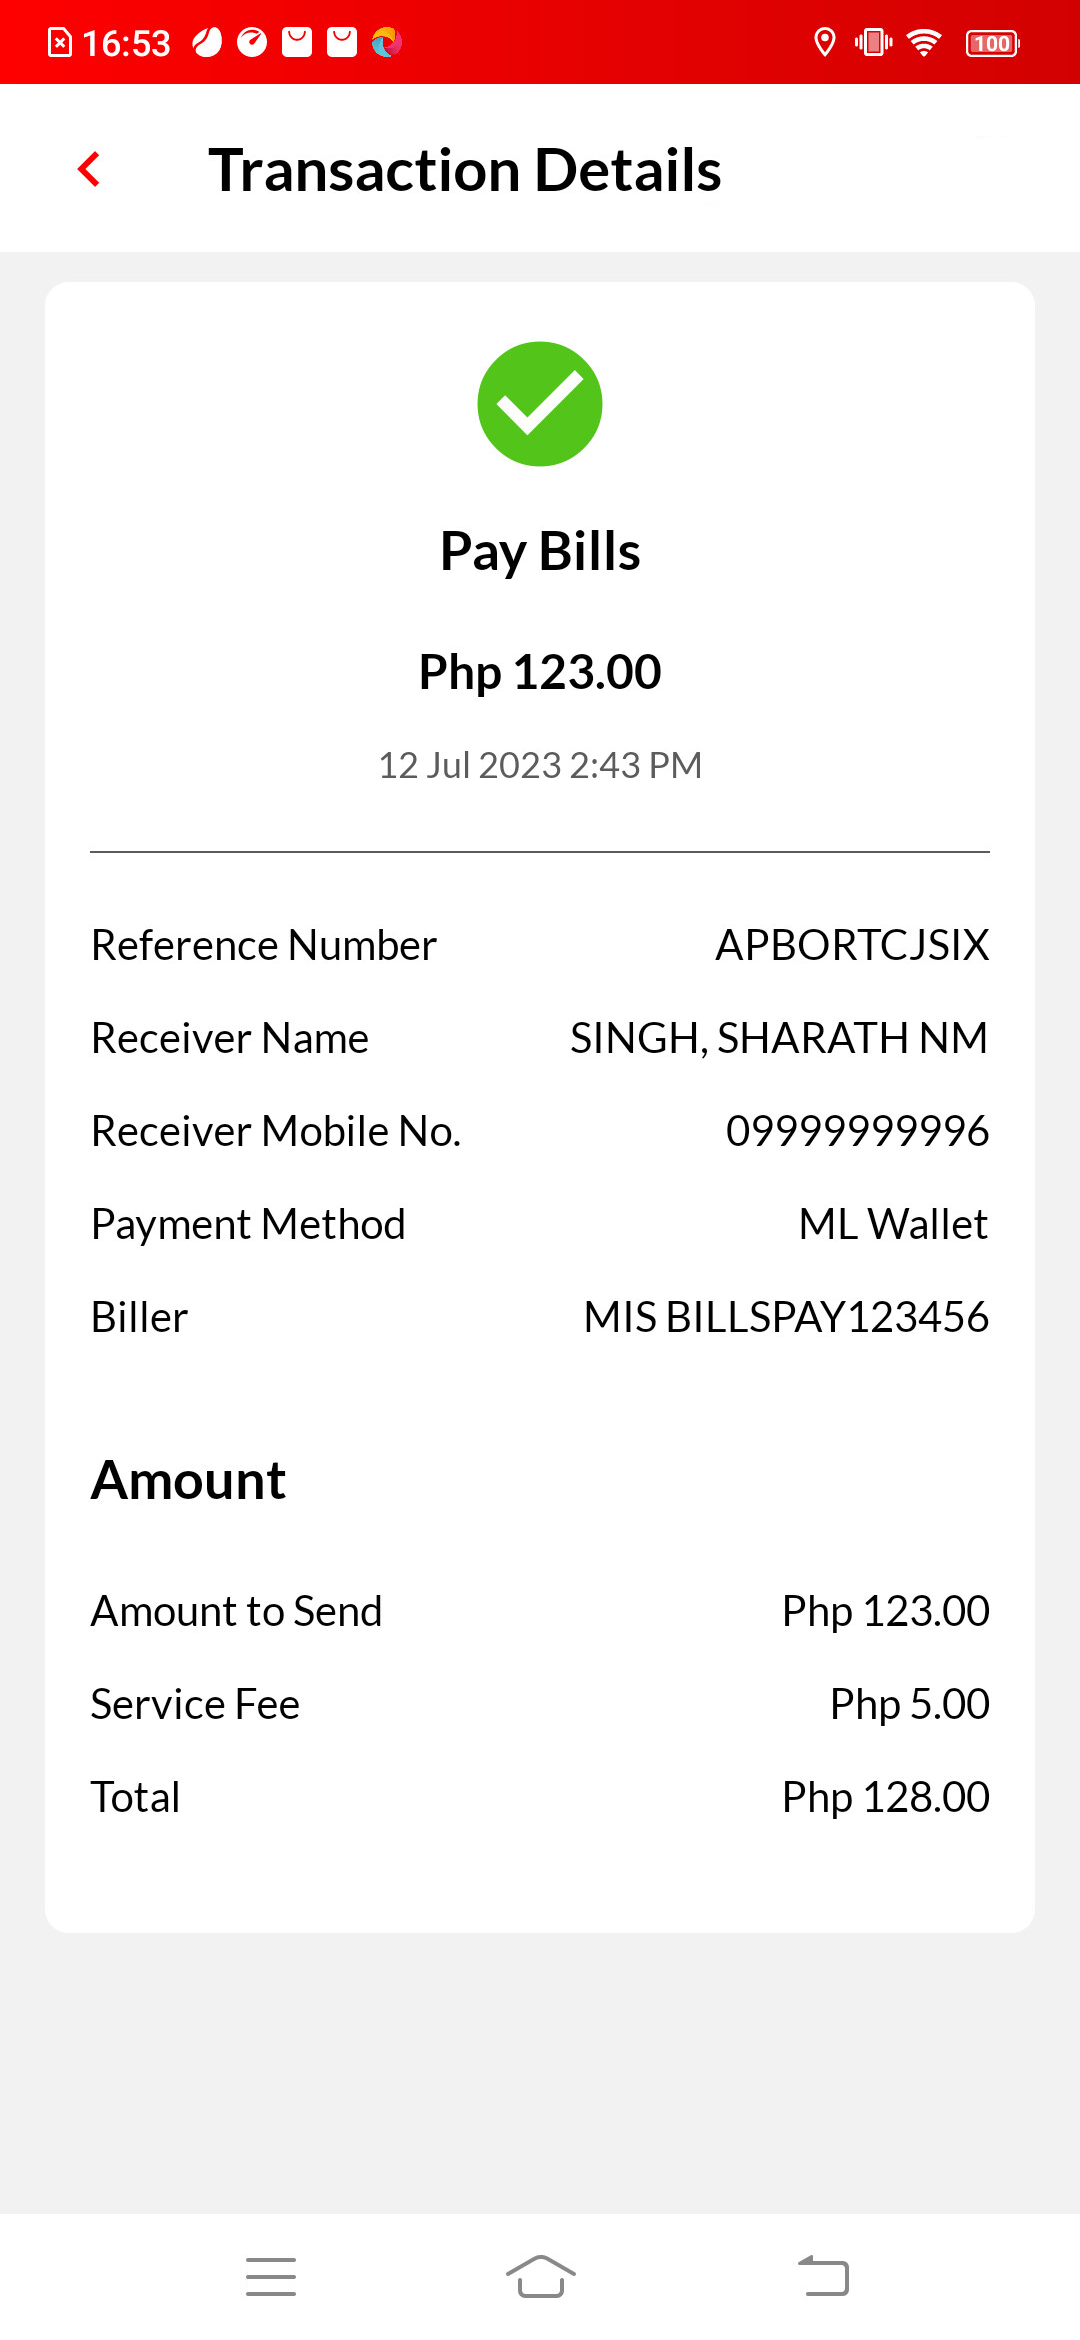 16:53
100
Transaction Details
Pay Bills
Php 123.00
12 Jul 2023 2:43 PM
Reference Number APBORTCJSIX
Receiver Name SINGH, SHARATH NM
Receiver Mobile No. 09999999996
Payment Method ML Wallet
Biller MIS BILLSPAY123456
Amount
Amount to Send Php 123.00
Service Fee Php 5.00
Total Php 128.00